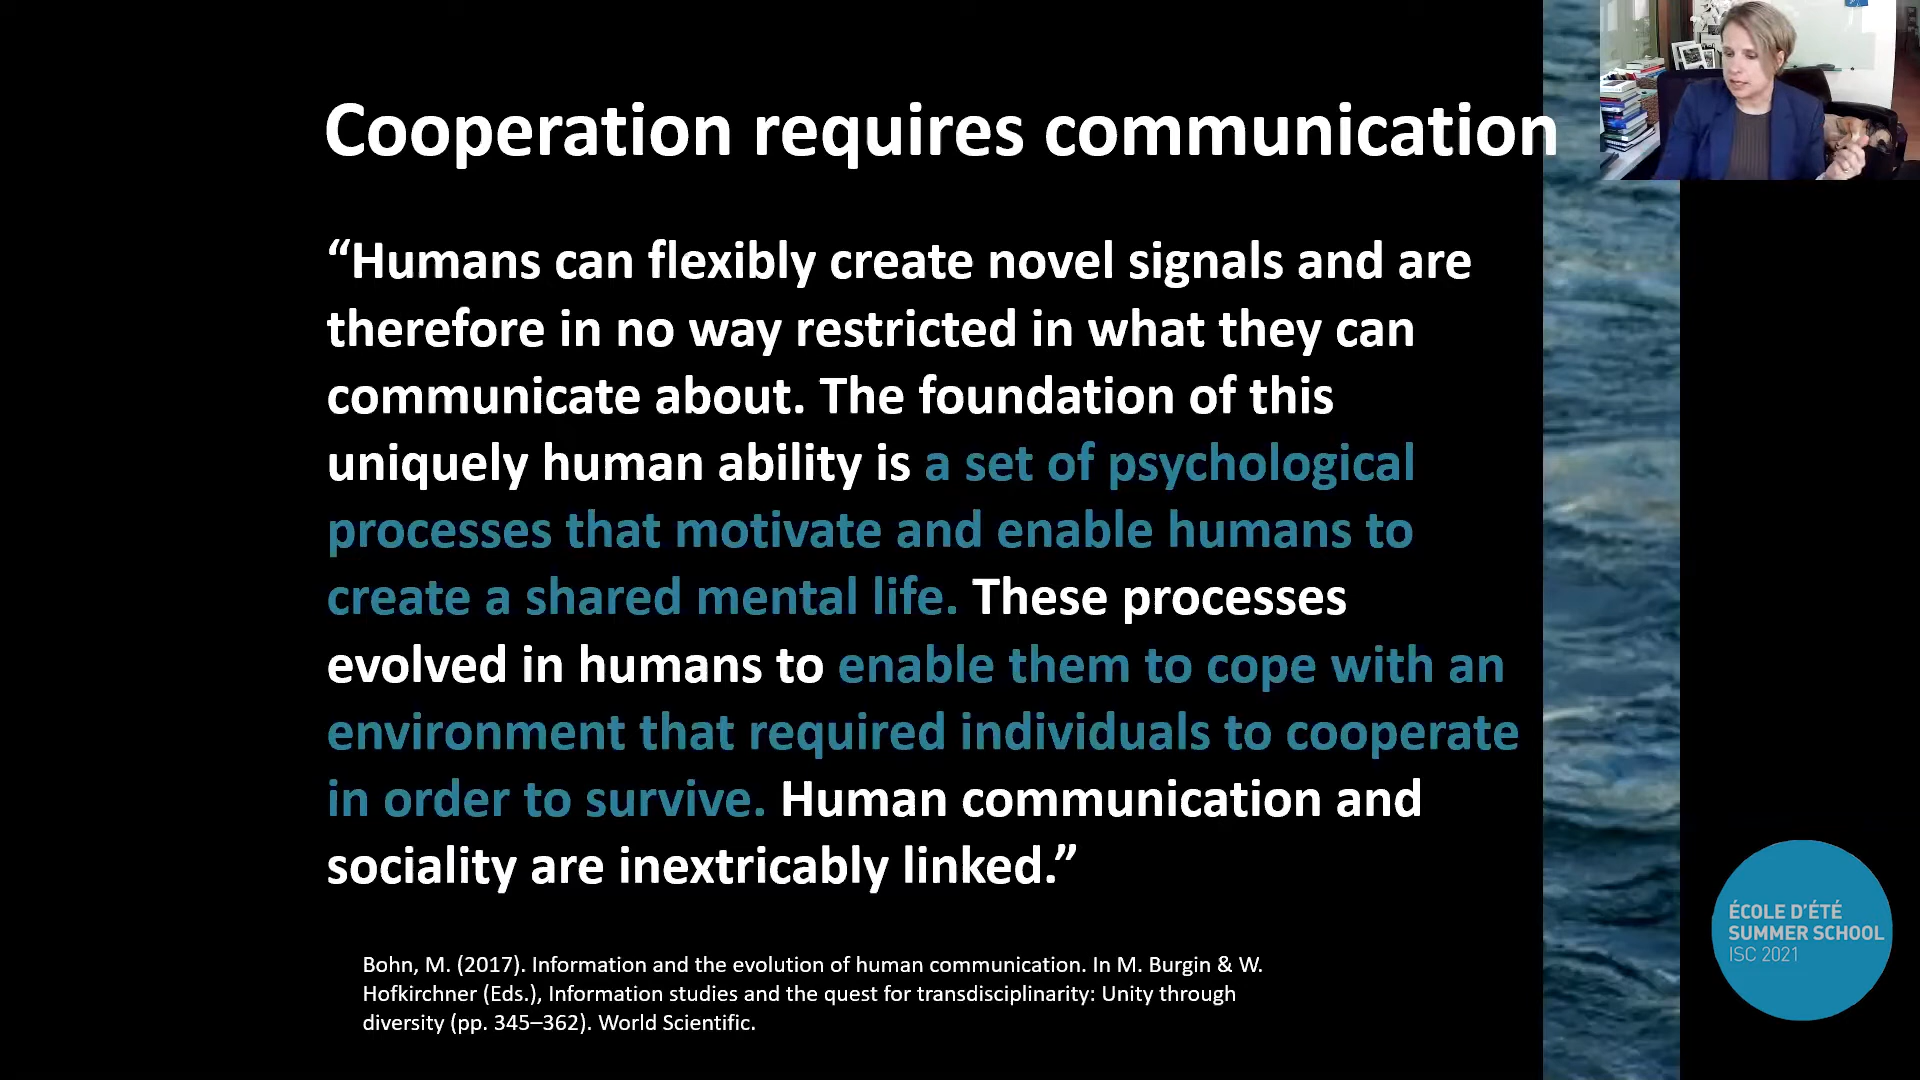 Cooperation requires communication
“Humans can flexibly create novel signals and are
therefore in no way restricted in what they can
communicate about. The foundation of this
uniquely human ability is a set of psychological
processes that motivate and enable humans to
create a shared mental life. These processes
evolved in humans to enable them to cope with an
environment that required individuals to cooperate
in order to survive. Human communication and
sociality are inextricably linked.”
Bohn, M. (2017). Information and the evolution of human communication. In M. Burgin & W.
Hofkirchner (Eds.), Information studies and the quest for transdisciplinarity: Unity through
diversity (pp. 345–362). World Scientific.
ÉCOLE D’ÉTÉ
SUMMER SCHOOL
ISC 2021